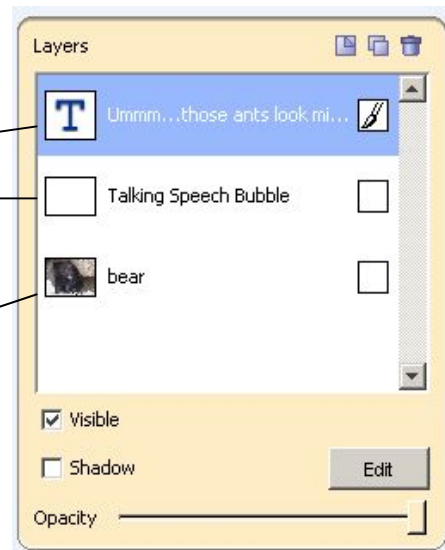 Layers
T Ummm...those ants look mi...
Talking Speech Bubble
bear
Visible
Shadow
Edit
Opacity